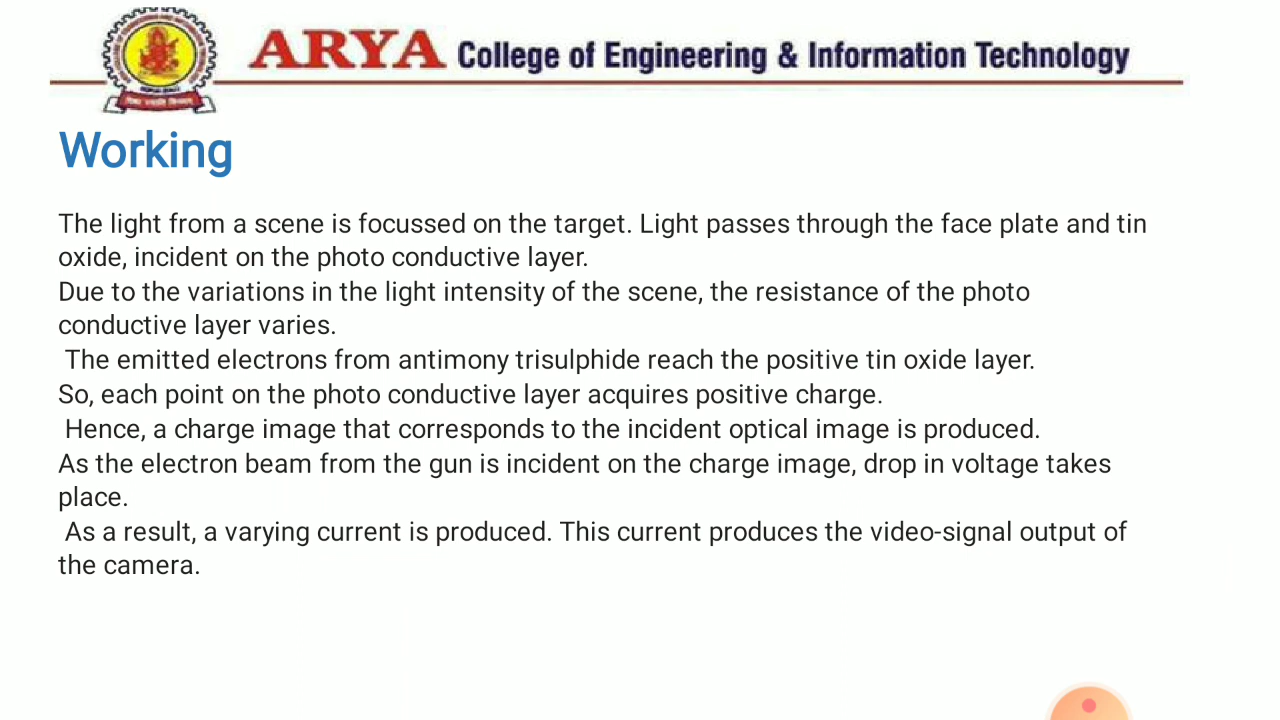 ARYA College of Engineering & Information Technology
Working
The light from a scene is focussed on the target. Light passes through the face plate and tin
oxide, incident on the photo conductive layer.
Due to the variations in the light intensity of the scene, the resistance of the photo
conductive layer varies.
The emitted electrons from antimony trisulphide reach the positive tin oxide layer.
So, each point on the photo conductive layer acquires positive charge.
Hence, a charge image that corresponds to the incident optical image is produced.
As the electron beam from the gun is incident on the charge image, drop in voltage takes
place.
As a result, a varying current is produced. This current produces the video-signal output of
the camera.